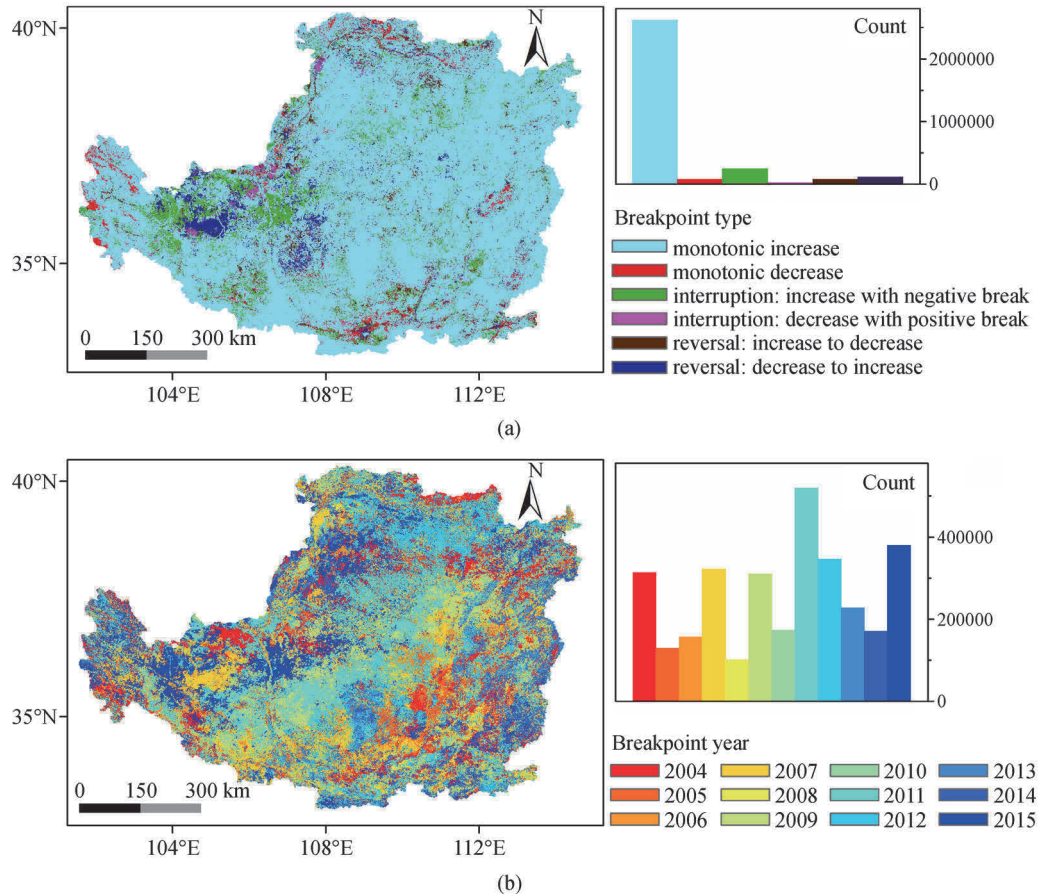 40°N
N
Count
2000000
1000000
0
35°N
Breakpoint type
monotonic increase
monotonic decrease
interruption: increase with negative break
interruption: decrease with positive break
reversal: increase to decrease
reversal: decrease to increase
0 150 300 km
104°E 108°E 112°E
(a)
40°N
N
Count
400000
200000
0
35°N
Breakpoint year
2004 2007 2010 2013
2005 2008 2011 2014
2006 2009 2012 2015
0 150 300 km
104°E 108°E 112°E
(b)